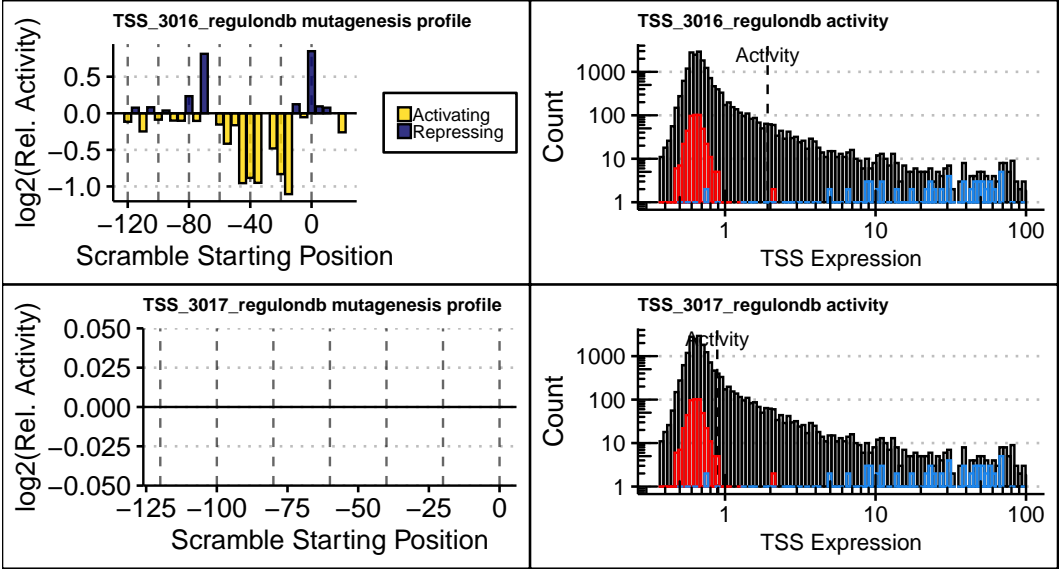 TSS_3016_regulondb mutagenesis profile
log2(Rel. Activity)
0.5
0.0
−0.5
−1.0
−120 −80 −40 0
Scramble Starting Position
Activating
Repressing
TSS_3016_regulondb activity
Activity
Count
1000
100
10
1
1 10 100
TSS Expression
TSS_3017_regulondb mutagenesis profile
log2(Rel. Activity)
0.050
0.025
0.000
−0.025
−0.050
−125 −100 −75 −50 −25 0
Scramble Starting Position
TSS_3017_regulondb activity
Activity
Count
1000
100
10
1
1 10 100
TSS Expression